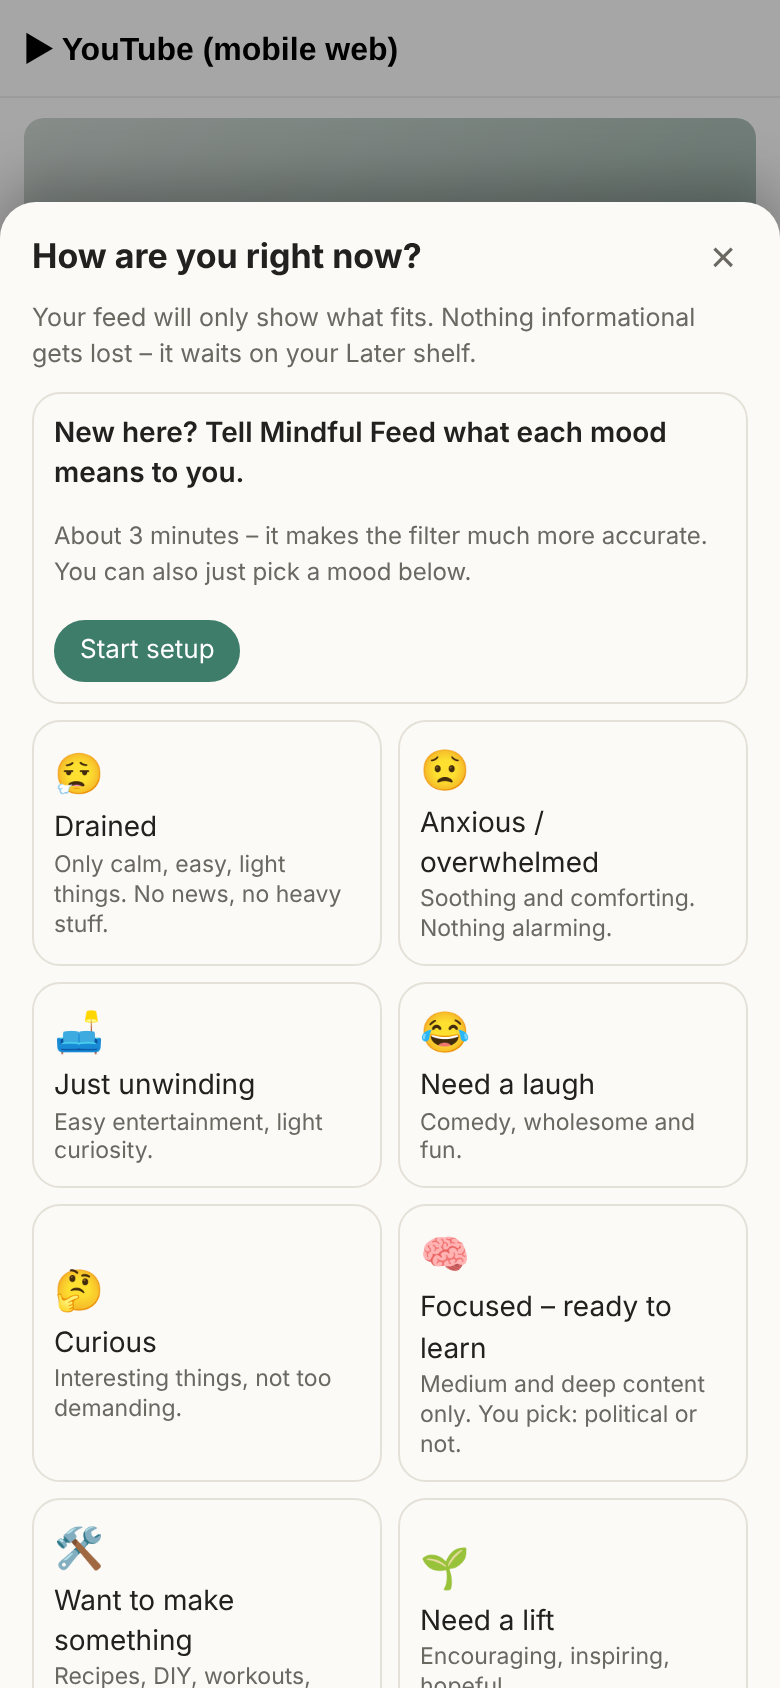 YouTube (mobile web)
How are you right now?
Your feed will only show what fits. Nothing informational
gets lost – it waits on your Later shelf.
New here? Tell Mindful Feed what each mood
means to you.
About 3 minutes – it makes the filter much more accurate.
You can also just pick a mood below.
Start setup
Drained
Only calm, easy, light
things. No news, no heavy
stuff.
Anxious /
overwhelmed
Soothing and comforting.
Nothing alarming.
Just unwinding
Easy entertainment, light
curiosity.
Need a laugh
Comedy, wholesome and
fun.
Curious
Interesting things, not too
demanding.
Focused – ready to
learn
Medium and deep content
only. You pick: political or
not.
Want to make
something
Recipes, DIY, workouts,
Need a lift
Encouraging, inspiring,
hopeful